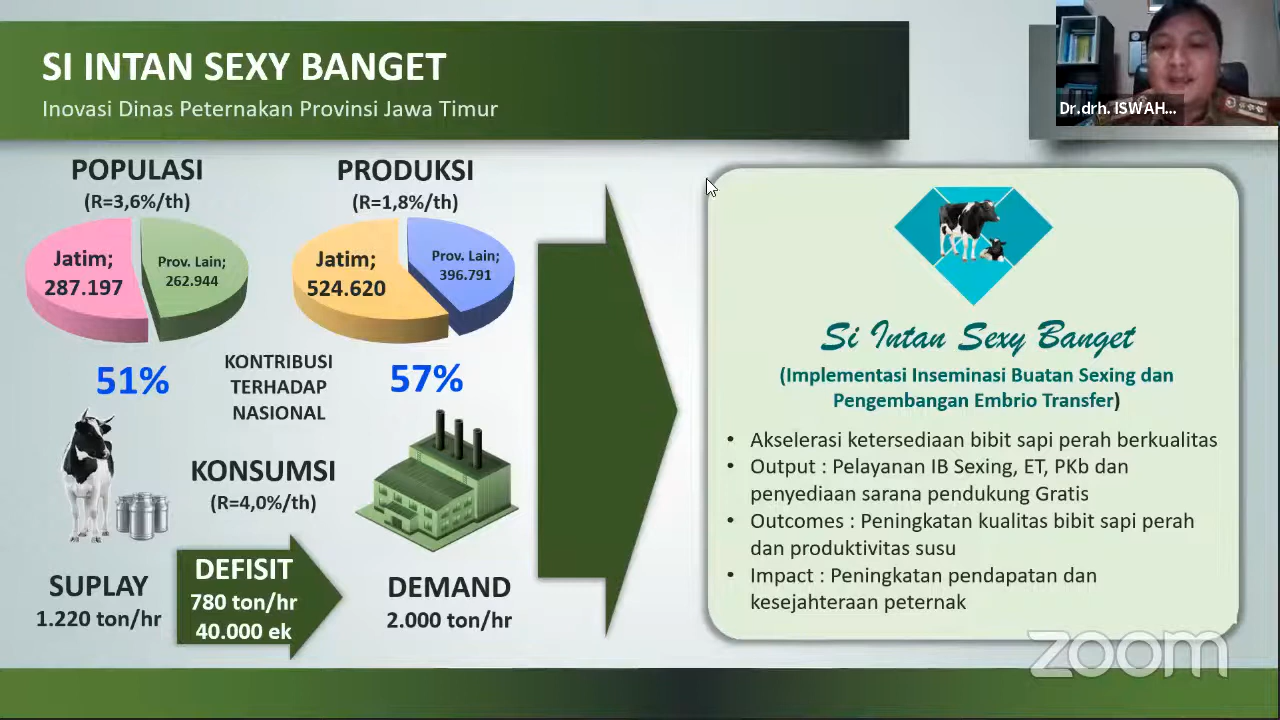 SI INTAN SEXY BANGET
Inovasi Dinas Peternakan Provinsi Jawa Timur
Dr.drh. ISWAH...
POPULASI
(R=3,6%/th)
Jatim;
287.197
Prov. Lain;
262.944
51%
PRODUKSI
(R=1,8%/th)
Jatim;
524.620
Prov. Lain;
396.791
57%
KONTRIBUSI
TERHADAP
NASIONAL
KONSUMSI
(R=4,0%/th)
SUPLAY
1.220 ton/hr
DEFISIT
780 ton/hr
40.000 ek
DEMAND
2.000 ton/hr
Si Intan Sexy Banget
(Implementasi Inseminasi Buatan Sexing dan
Pengembangan Embrio Transfer)
• Akselerasi ketersediaan bibit sapi perah berkualitas
• Output : Pelayanan IB Sexing, ET, PKb dan
penyediaan sarana pendukung Gratis
• Outcomes : Peningkatan kualitas bibit sapi perah
dan produktivitas susu
• Impact : Peningkatan pendapatan dan
kesejahteraan peternak
zoom